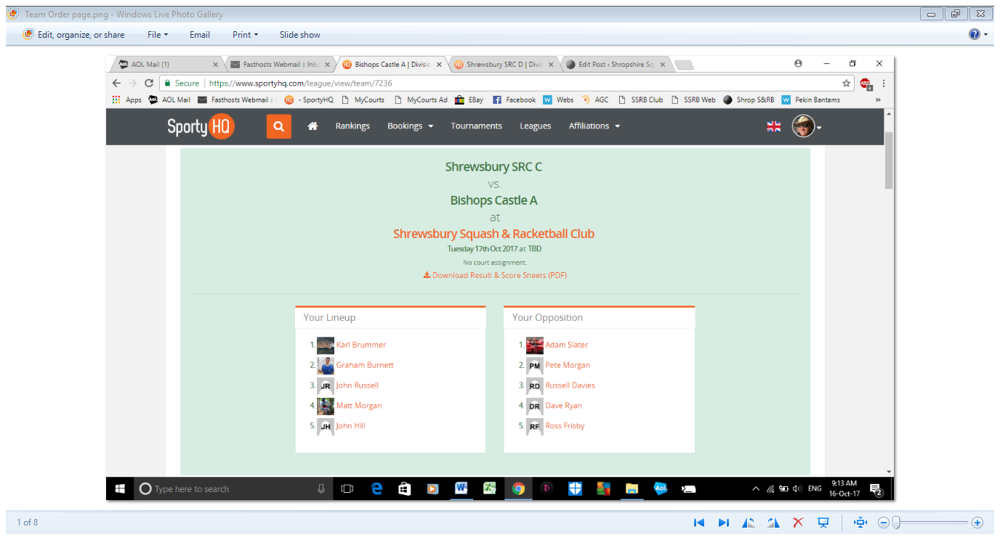 Team Order page.png - Windows Live Photo Gallery
Edit, organize, or share File Email Print Slide show
AOL Mail (1) Fasthosts Webmail :: Inbo Bishops Castle A | Divisio Shrewsbury SRC D | Divis Edit Post ‹ Shropshire Sq
Secure https://www.sportyhq.com/league/view/team/7236
Apps AOL Mail Fasthosts Webmail :: - SportyHQ MyCourts MyCourts Ad EBay Facebook Webs AGC SSRB Club SSRB Web Shrop S&RB Pekin Bantams »
Sporty HQ Rankings Bookings Tournaments Leagues Affiliations
Shrewsbury SRC C
vs.
Bishops Castle A
at
Shrewsbury Squash & Racketball Club
Tuesday 17th Oct 2017 at TBD
No court assignment.
Download Result & Score Sheets (PDF)
Your Lineup
1. Karl Brummer
2. Graham Burnett
3. JR John Russell
4. Matt Morgan
5. JH John Hill
Your Opposition
1. Adam Slater
2. PM Pete Morgan
3. RD Russell Davies
4. DR Dave Ryan
5. RF Ross Frisby
Type here to search ENG 9:13 AM
16-Oct-17 2
1 of 8